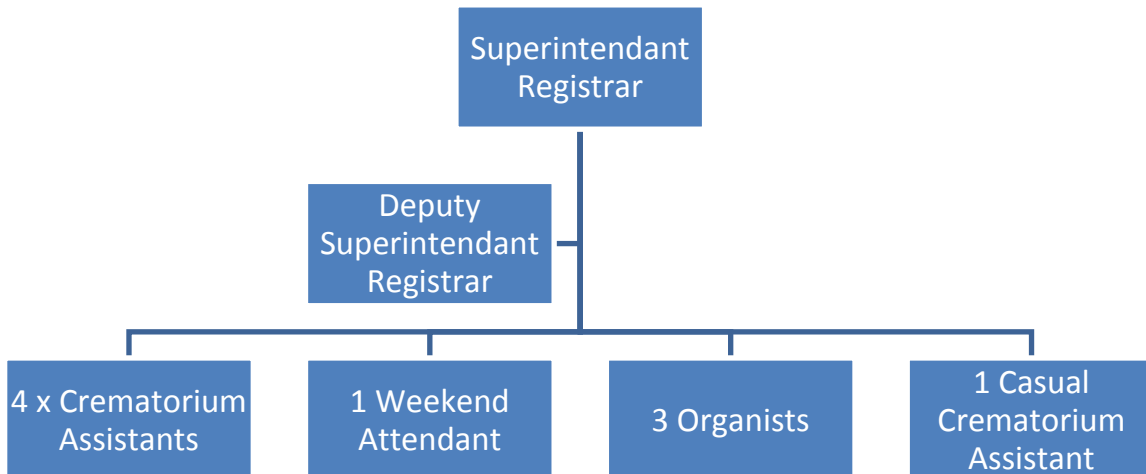 Superintendant
Registrar
Deputy
Superintendant
Registrar
4 x Crematorium
Assistants
1 Weekend
Attendant
3 Organists
1 Casual
Crematorium
Assistant